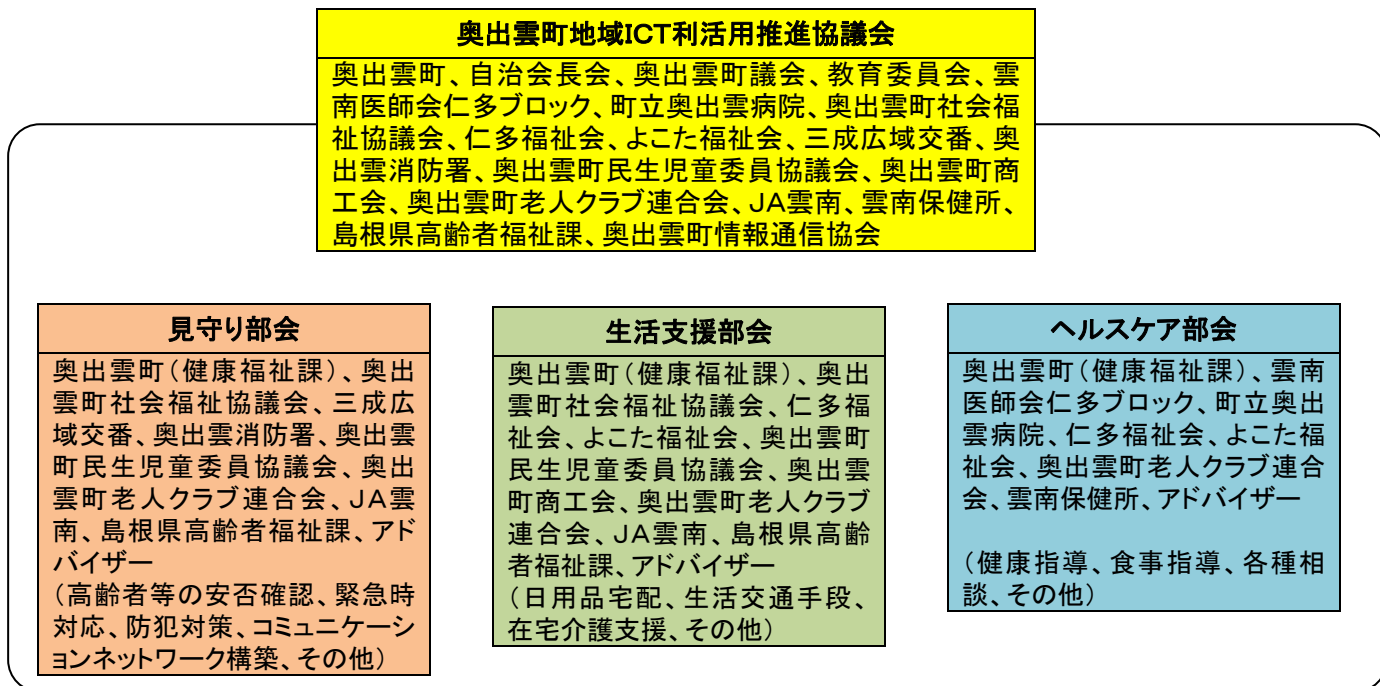 奥出雲町地域ICT利活用推進協議会
奥出雲町、自治会長会、奥出雲町議会、教育委員会、雲
南医師会仁多ブロック、町立奥出雲病院、奥出雲町社会福
祉協議会、仁多福祉会、よこた福祉会、三成広域交番、奥
出雲消防署、奥出雲町民生児童委員協議会、奥出雲町商
工会、奥出雲町老人クラブ連合会、JA雲南、雲南保健所、
島根県高齢者福祉課、奥出雲町情報通信協会
見守り部会
奥出雲町（健康福祉課）、奥出
雲町社会福祉協議会、三成広
域交番、奥出雲消防署、奥出雲
町民生児童委員協議会、奥出
雲町老人クラブ連合会、JA雲
南、島根県高齢者福祉課、アド
バイザー
（高齢者等の安否確認、緊急時
対応、防犯対策、コミュニケーシ
ョンネットワーク構築、その他）
生活支援部会
奥出雲町（健康福祉課）、奥出
雲町社会福祉協議会、仁多福
祉会、よこた福祉会、奥出雲町
民生児童委員協議会、奥出雲
町商工会、奥出雲町老人クラブ
連合会、JA雲南、島根県高齢
者福祉課、アドバイザー
（日用品宅配、生活交通手段、
在宅介護支援、その他）
ヘルスケア部会
奥出雲町（健康福祉課）、雲南
医師会仁多ブロック、町立奥出
雲病院、仁多福祉会、よこた福
祉会、奥出雲町老人クラブ連合
会、雲南保健所、アドバイザー
（健康指導、食事指導、各種相
談、その他）